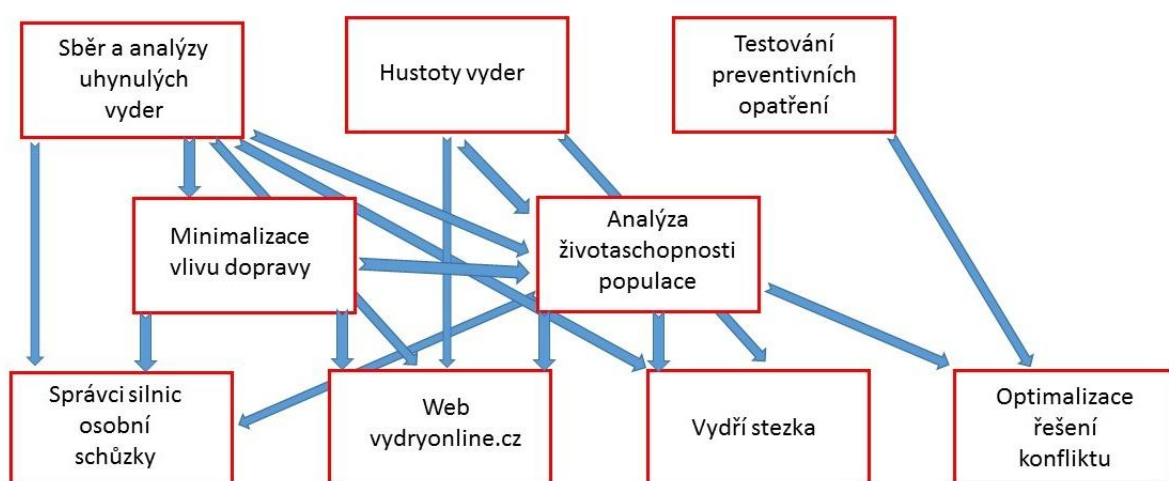 Sběr a analýzy
uhynulých
vyder
Hustoty vyder
Testování
preventivních
opatření
Minimalizace
vlivu dopravy
Analýza
životaschopnosti
populace
Správci silnic
osobní
schůzky
Web
vydryonline.cz
Vydří stezka
Optimalizace
řešení
konfliktu